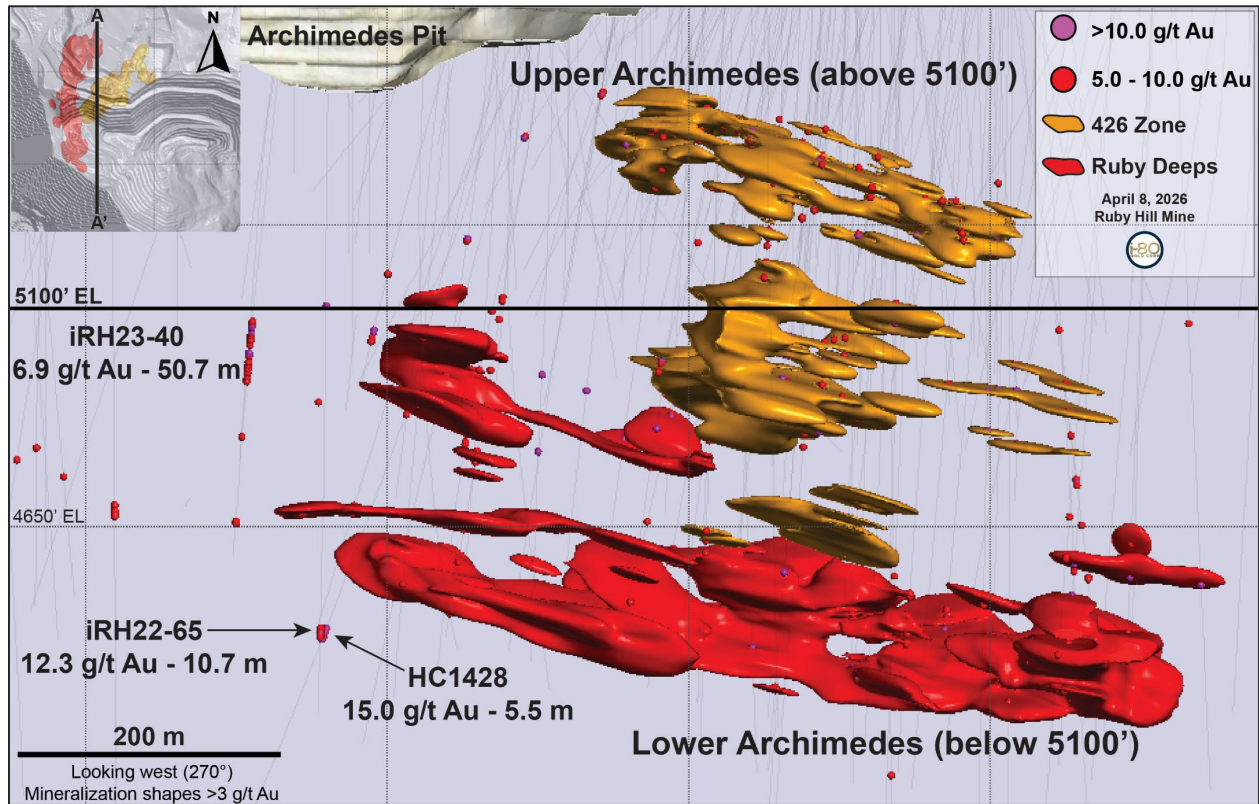 A
N
A'
Archimedes Pit
Upper Archimedes (above 5100')
>10.0 g/t Au
5.0 - 10.0 g/t Au
426 Zone
Ruby Deeps
April 8, 2026
Ruby Hill Mine
i-80
GOLD CORP
5100' EL
iRH23-40
6.9 g/t Au - 50.7 m
4650' EL
iRH22-65
12.3 g/t Au - 10.7 m
HC1428
15.0 g/t Au - 5.5 m
200 m
Looking west (270°)
Mineralization shapes >3 g/t Au
Lower Archimedes (below 5100')